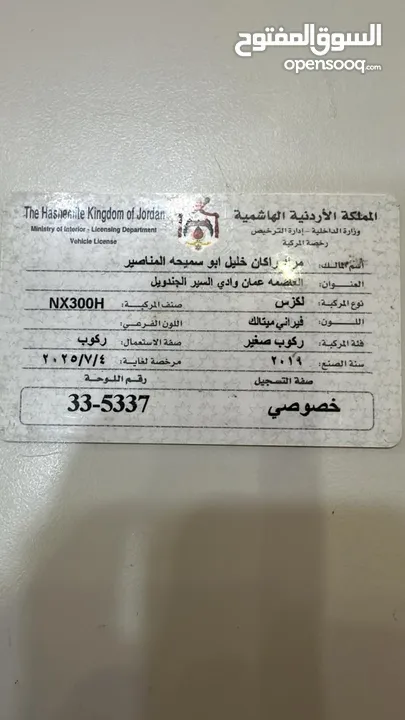 السوق المفتوح
opensooq.com
The Hashemite Kingdom of Jordan المملكة الأردنية الهاشمية
Ministry of Interior - Licensing Department وزارة الداخلية - إدارة الترخيص
Vehicle License رخصة المركبة
اسم المالك: راكان خليل ابو سميحه المناصير
العنوان: العاصمه عمان وادي السير الجندويل
نوع المركبة: لكزس صنف المركبة: NX300H
اللون: فيراني ميتالك اللون الفرعي:
فئة المركبة: ركوب صغير صفة الاستعمال: ركوب
سنة الصنع: ٢٠١٩ مرخصة لغاية: ٢٠٢٥/٧/٤
صفة التسجيل رقم اللوحة
خصوصي 33-5337